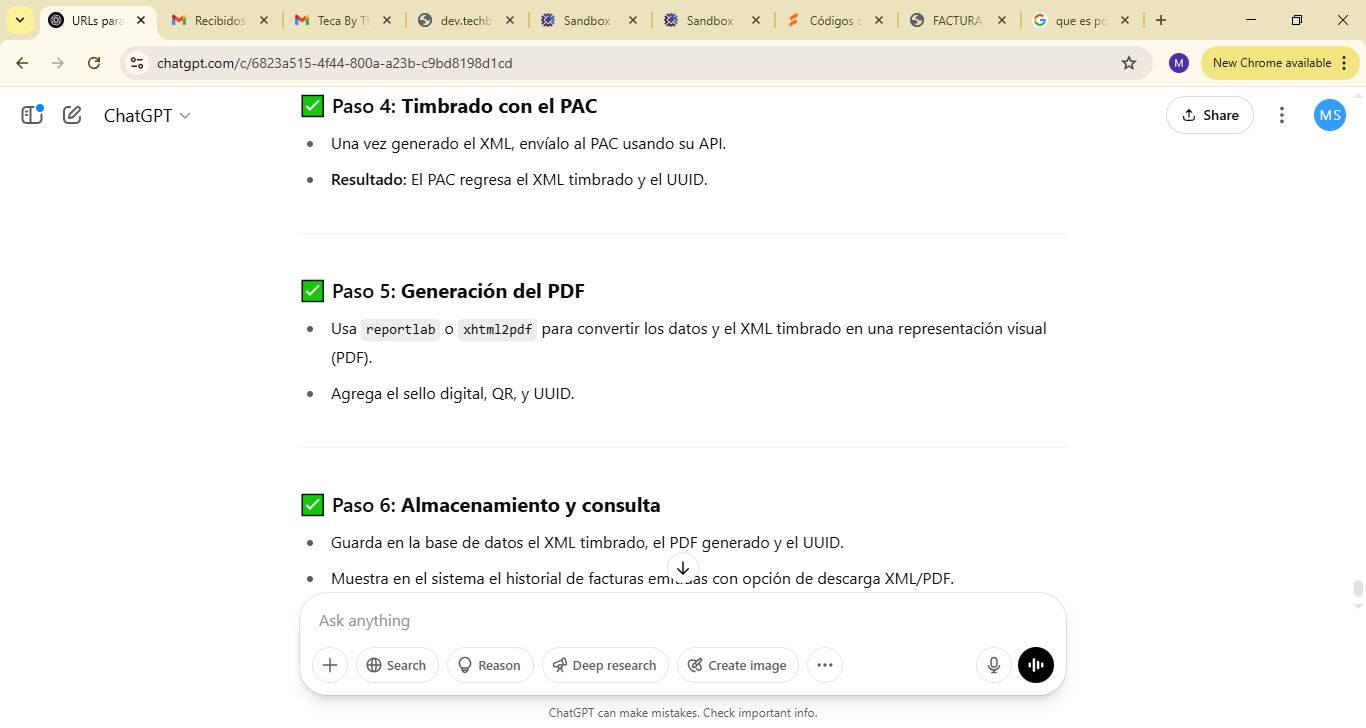 URLs para
Recibidos
Teca By Th
dev.techb
Sandbox -
Sandbox -
Códigos d
FACTURA
que es po
chatgpt.com/c/6823a515-4f44-800a-a23b-c9bd8198d1cd
M
New Chrome available
ChatGPT
Share
MS
Paso 4: Timbrado con el PAC
Una vez generado el XML, envíalo al PAC usando su API.
Resultado: El PAC regresa el XML timbrado y el UUID.
Paso 5: Generación del PDF
Usa reportlab o xhtml2pdf para convertir los datos y el XML timbrado en una representación visual
(PDF).
Agrega el sello digital, QR, y UUID.
Paso 6: Almacenamiento y consulta
Guarda en la base de datos el XML timbrado, el PDF generado y el UUID.
Muestra en el sistema el historial de facturas emitidas con opción de descarga XML/PDF.
Ask anything
Search
Reason
Deep research
Create image
ChatGPT can make mistakes. Check important info.